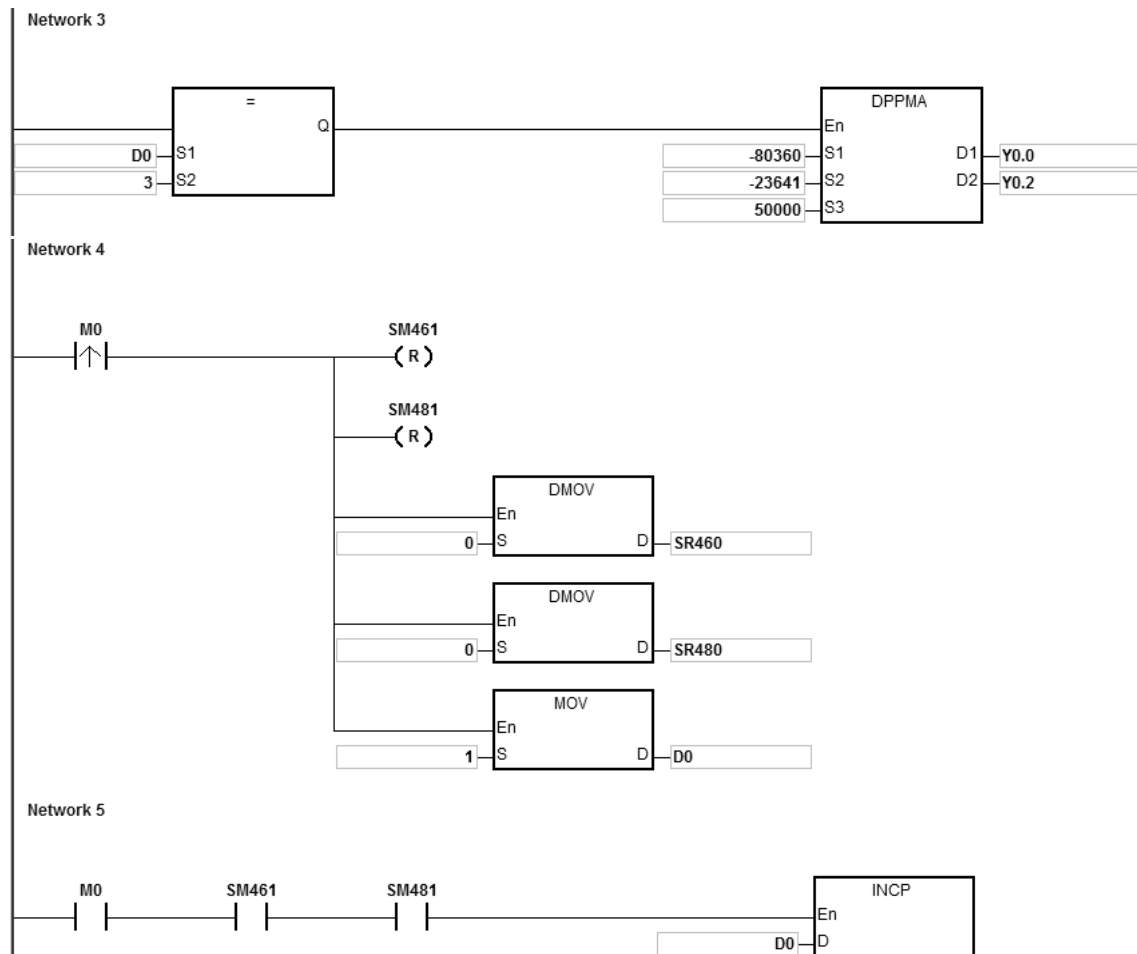 Network 3
= DPPMA
Q En
D0 S1 -80360 S1 D1 Y0.0
3 S2 -23641 S2 D2 Y0.2
50000 S3
Network 4
M0 SM461
R
SM481
R
DMOV
En
0 S D SR460
DMOV
En
0 S D SR480
MOV
En
1 S D D0
Network 5
M0 SM461 SM481 INCP
En
D0 D